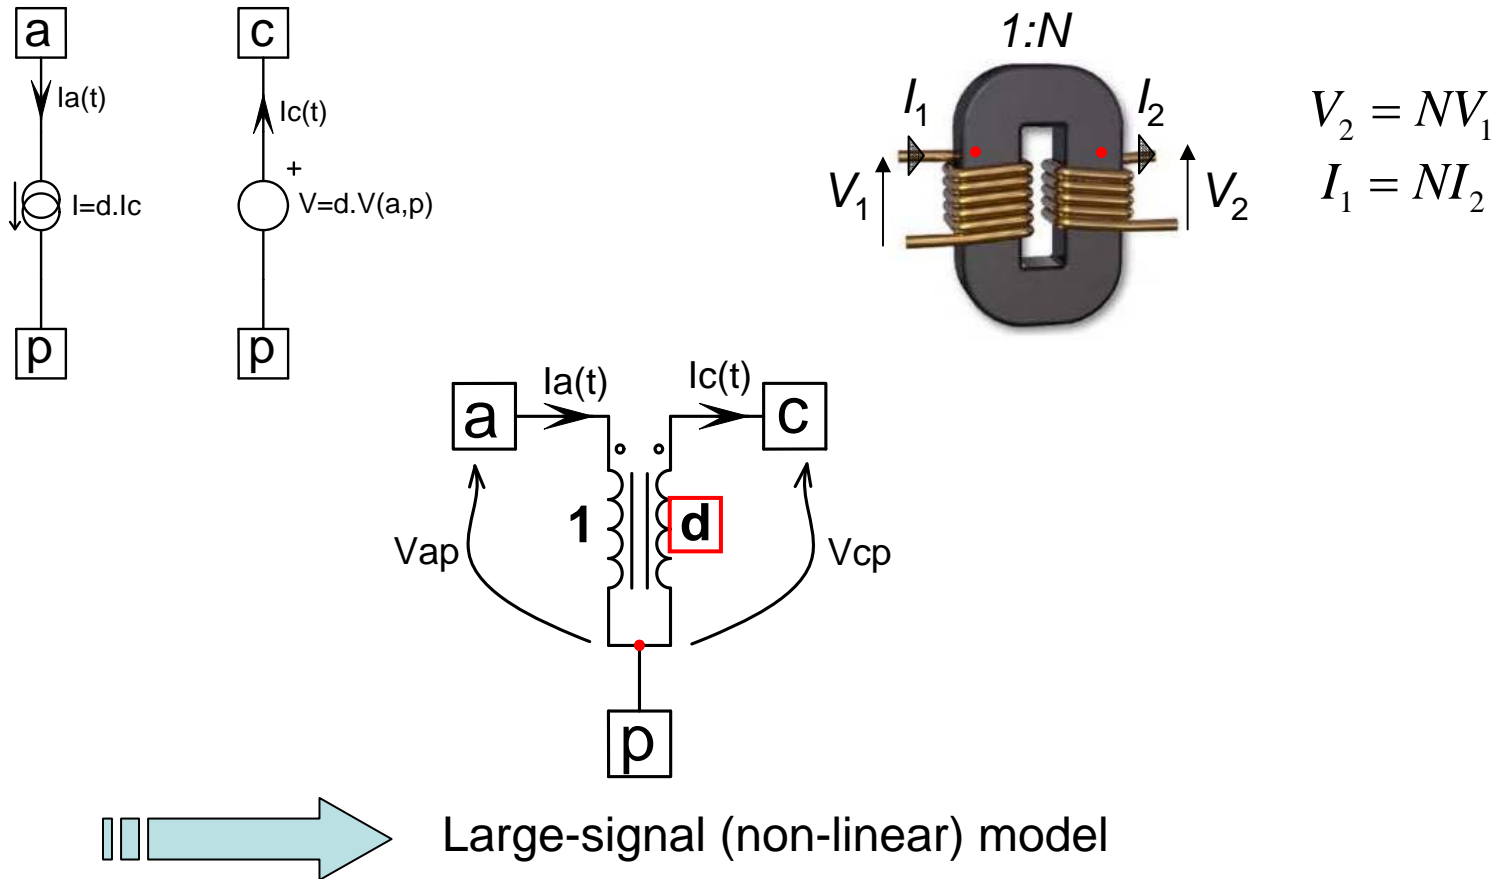 a
c
Ia(t)
Ic(t)
+
I=d.Ic
V=d.V(a,p)
p
p
1:N
I1
I2
V1
V2
V2 = NV1
I1 = NI2
Ia(t)
Ic(t)
a
c
1
d
Vap
Vcp
p
Large-signal (non-linear) model